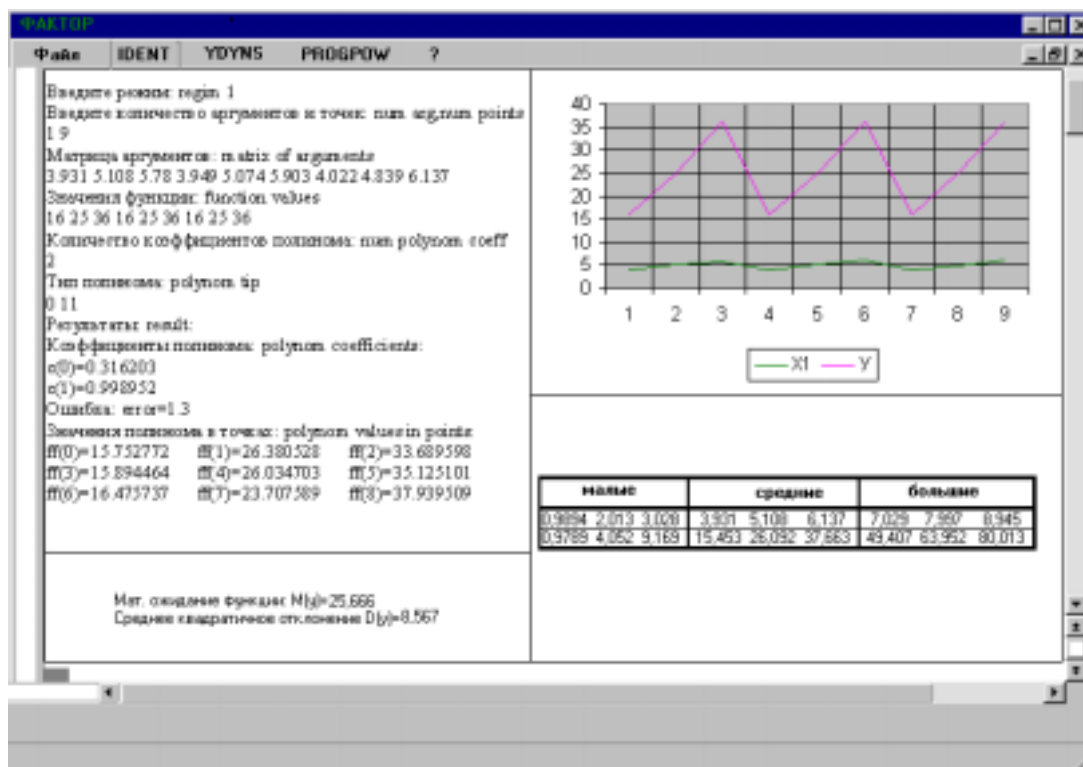 ФАКТОР
Файл IDENT YDYNS PROGPOW ?
Введите режим: regim 1
Введите количество аргументов и точек: num arg,num points
1 9
Матрица аргументов: matrix of arguments
3.931 5.108 5.78 3.949 5.074 5.903 4.022 4.839 6.137
Значения функции: function values
16 25 36 16 25 36 16 25 36
Количество коэффициентов полинома: num polynom coeff
2
Тип полинома: polynom tip
0 11
Результаты: result:
Коэффициенты полинома: polynom coefficients:
c(0)=0.316203
c(1)=0.998952
Ошибка: error=1.3
Значения полинома в точках: polynom values in points
ff(0)=15.752772 ff(1)=26.380528 ff(2)=33.689598
ff(3)=15.894464 ff(4)=26.034703 ff(5)=35.125101
ff(6)=16.475737 ff(7)=23.707589 ff(8)=37.939509
Мат. ожидание функции: M(y)=25,666
Среднее квадратичное отклонение D(y)=8.567
40
35
30
25
20
15
10
5
0
1 2 3 4 5 6 7 8 9
X1 Y
малые средние большие
0,9894 2,013 3,028 3,931 5,108 6,137 7,029 7,997 8,945
0,9789 4,052 9,169 15,453 26,092 37,663 49,407 63,952 80,013